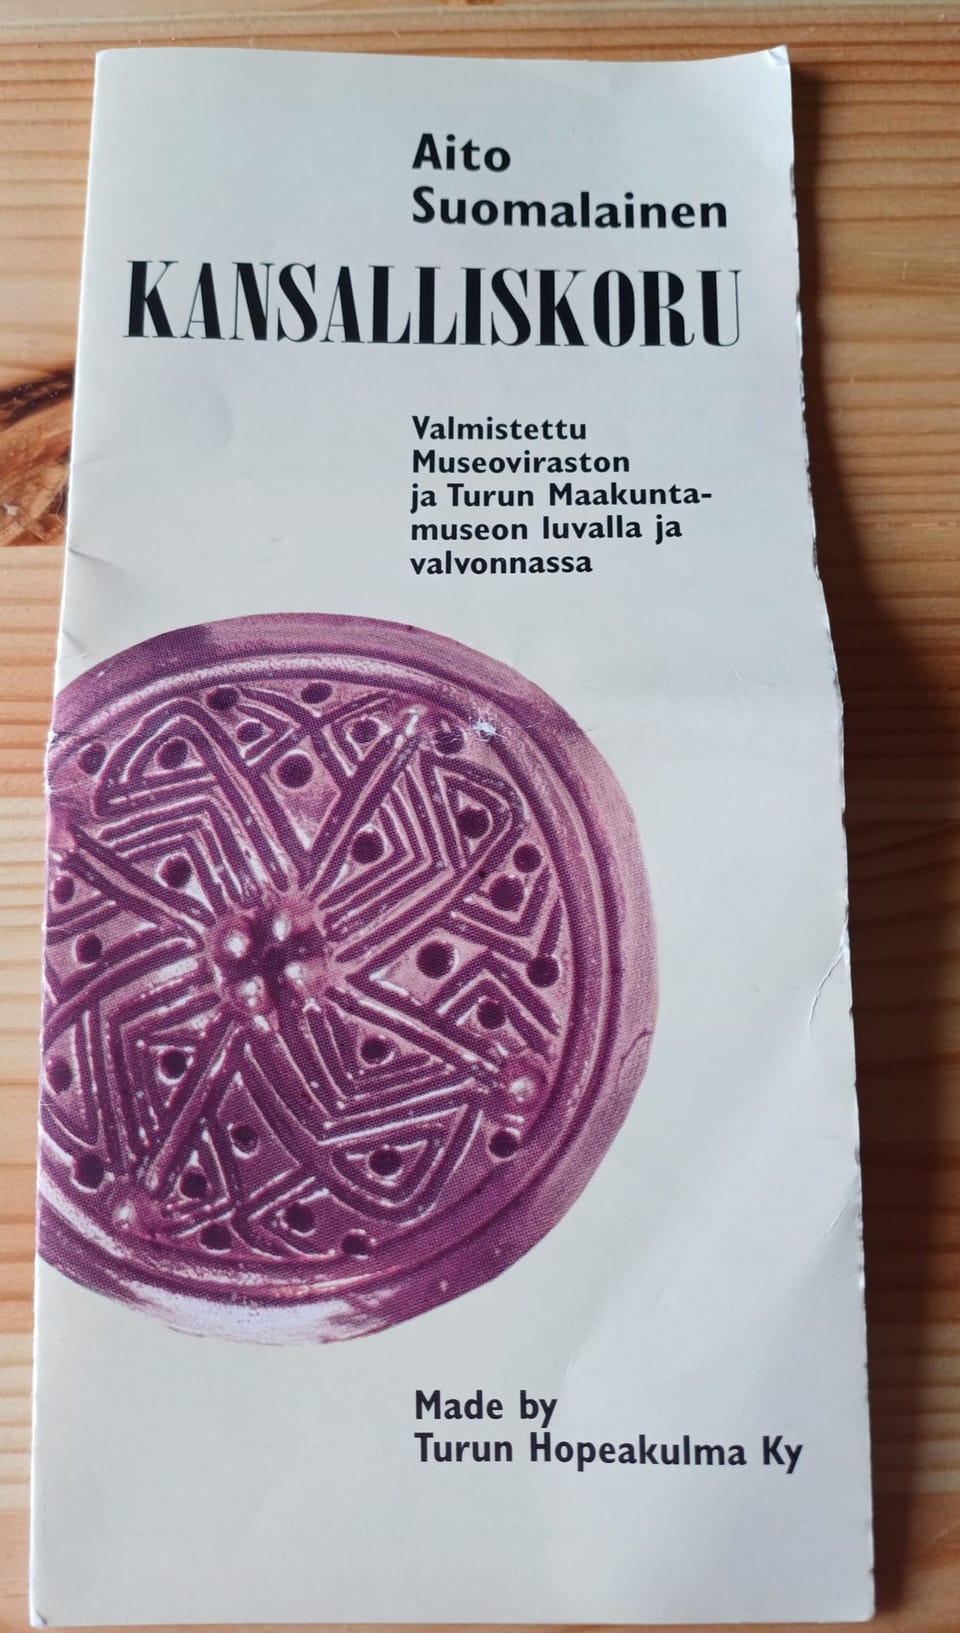 Aito
Suomalainen
KANSALLISKORU
Valmistettu
Museoviraston
ja Turun Maakunta-
museon luvalla ja
valvonnassa
Made by
Turun Hopeakulma Ky